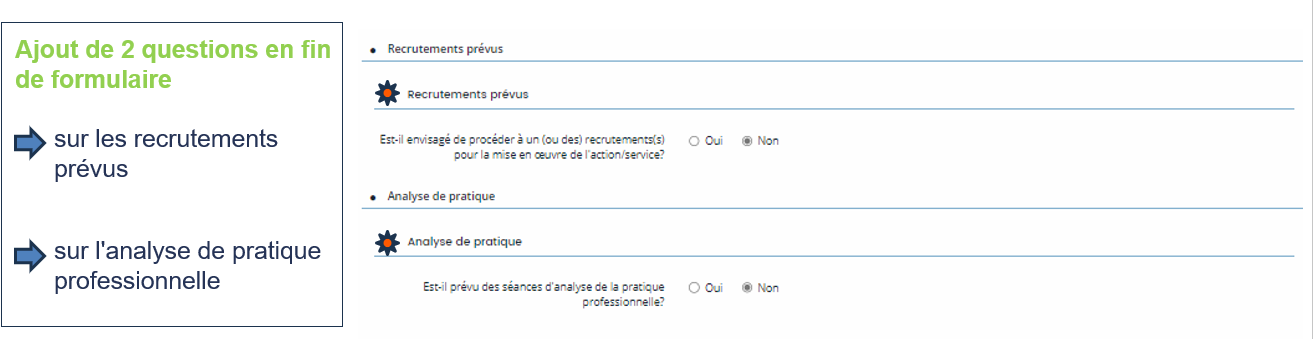 Ajout de 2 questions en fin
de formulaire
sur les recrutements
prévus
sur l'analyse de pratique
professionnelle
Recrutements prévus
Recrutements prévus
Est-il envisagé de procéder à un (ou des) recrutements(s)
pour la mise en œuvre de l'action/service?
Oui Non
Analyse de pratique
Analyse de pratique
Est-il prévu des séances d'analyse de la pratique
professionnelle?
Oui Non